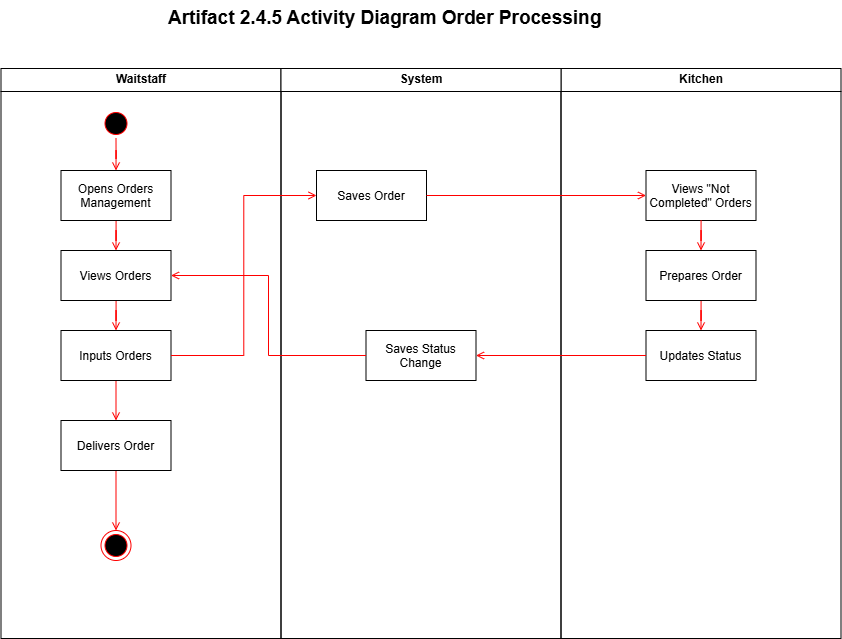 Artifact 2.4.5 Activity Diagram Order Processing
Waitstaff
System
Kitchen
Opens Orders
Management
Saves Order
Views "Not
Completed" Orders
Views Orders
Prepares Order
Inputs Orders
Saves Status
Change
Updates Status
Delivers Order